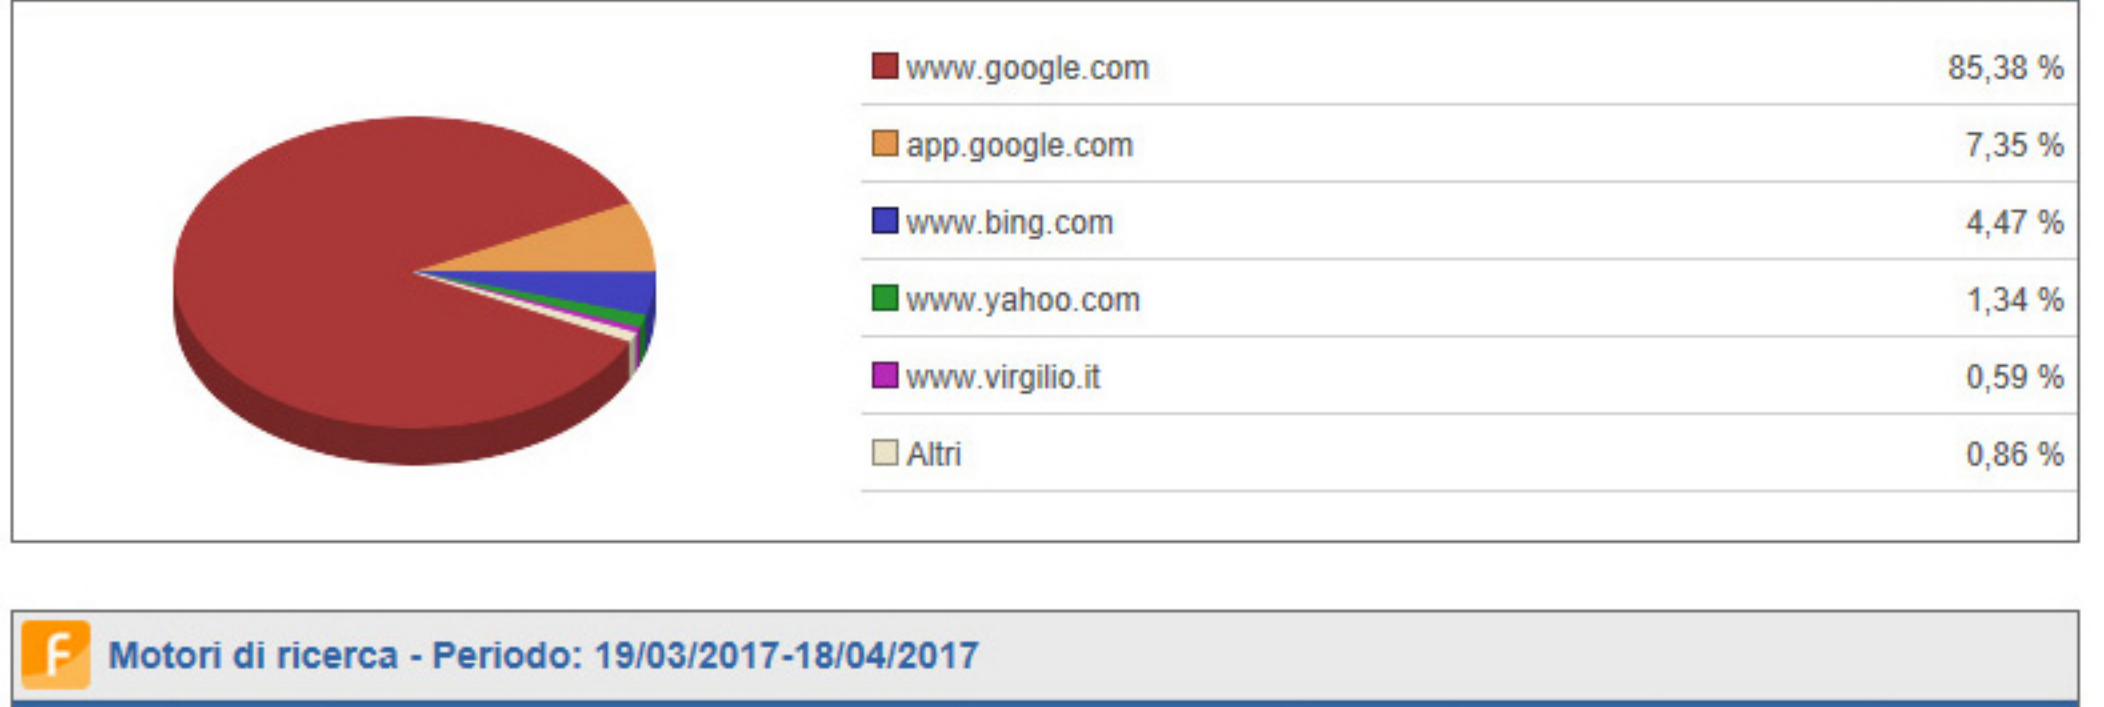 www.google.com 85,38 %
app.google.com 7,35 %
www.bing.com 4,47 %
www.yahoo.com 1,34 %
www.virgilio.it 0,59 %
Altri 0,86 %
F Motori di ricerca - Periodo: 19/03/2017-18/04/2017